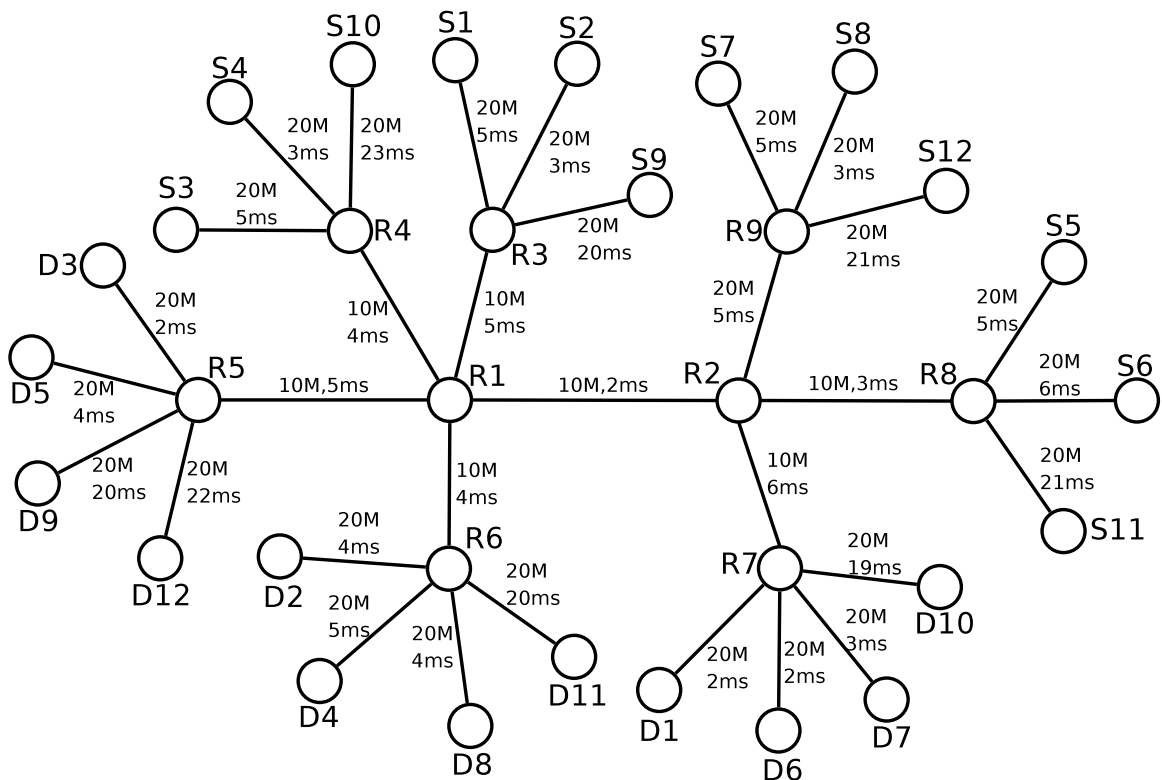 S10
S1
S2
S7
S8
S4
20M
3ms
20M
23ms
20M
5ms
20M
3ms
20M
5ms
20M
3ms
S12
S9
S3
20M
5ms
R4
R3
20M
20ms
R9
20M
21ms
S5
D3
20M
2ms
10M
4ms
10M
5ms
20M
5ms
20M
5ms
R5
R1
R2
R8
20M
6ms
S6
D5
20M
4ms
10M,5ms
10M,2ms
10M,3ms
20M
20ms
20M
22ms
10M
4ms
10M
6ms
20M
21ms
D9
S11
20M
4ms
R6
R7
20M
19ms
D12
D2
20M
20ms
20M
5ms
20M
4ms
20M
3ms
D10
20M
2ms
20M
2ms
D11
D4
D1
D7
D8
D6